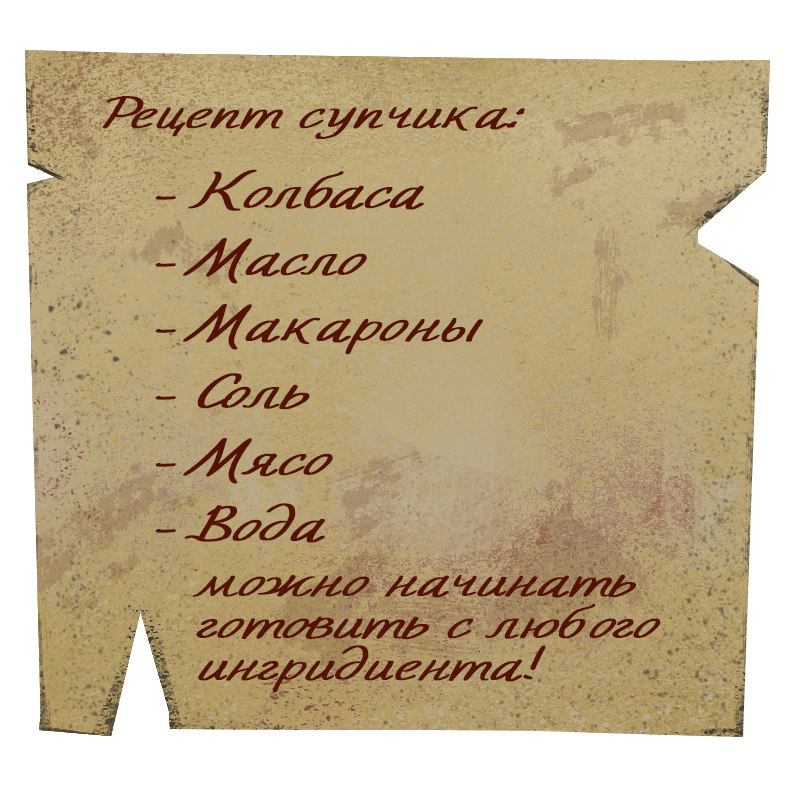 Рецепт супчика:
- Колбаса
- Масло
- Макароны
- Соль
- Мясо
- Вода
можно начинать
готовить с любого
ингридиента!